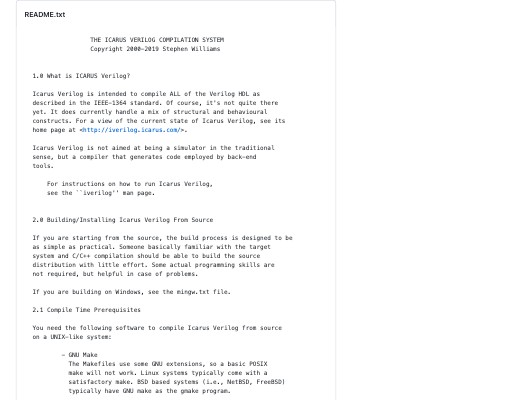 README.txt
THE ICARUS VERILOG COMPILATION SYSTEM
Copyright 2000-2019 Stephen Williams
1.0 What is ICARUS Verilog?
Icarus Verilog is intended to compile ALL of the Verilog HDL as
described in the IEEE-1364 standard. Of course, it's not quite there
yet. It does currently handle a mix of structural and behavioural
constructs. For a view of the current state of Icarus Verilog, see its
home page at <http://iverilog.icarus.com/>.
Icarus Verilog is not aimed at being a simulator in the traditional
sense, but a compiler that generates code employed by back-end
tools.
For instructions on how to run Icarus Verilog,
see the ``iverilog'' man page.
2.0 Building/Installing Icarus Verilog From Source
If you are starting from the source, the build process is designed to be
as simple as practical. Someone basically familiar with the target
system and C/C++ compilation should be able to build the source
distribution with little effort. Some actual programming skills are
not required, but helpful in case of problems.
If you are building on Windows, see the mingw.txt file.
2.1 Compile Time Prerequisites
You need the following software to compile Icarus Verilog from source
on a UNIX-like system:
- GNU Make
The Makefiles use some GNU extensions, so a basic POSIX
make will not work. Linux systems typically come with a
satisfactory make. BSD based systems (i.e., NetBSD, FreeBSD)
typically have GNU make as the gmake program.